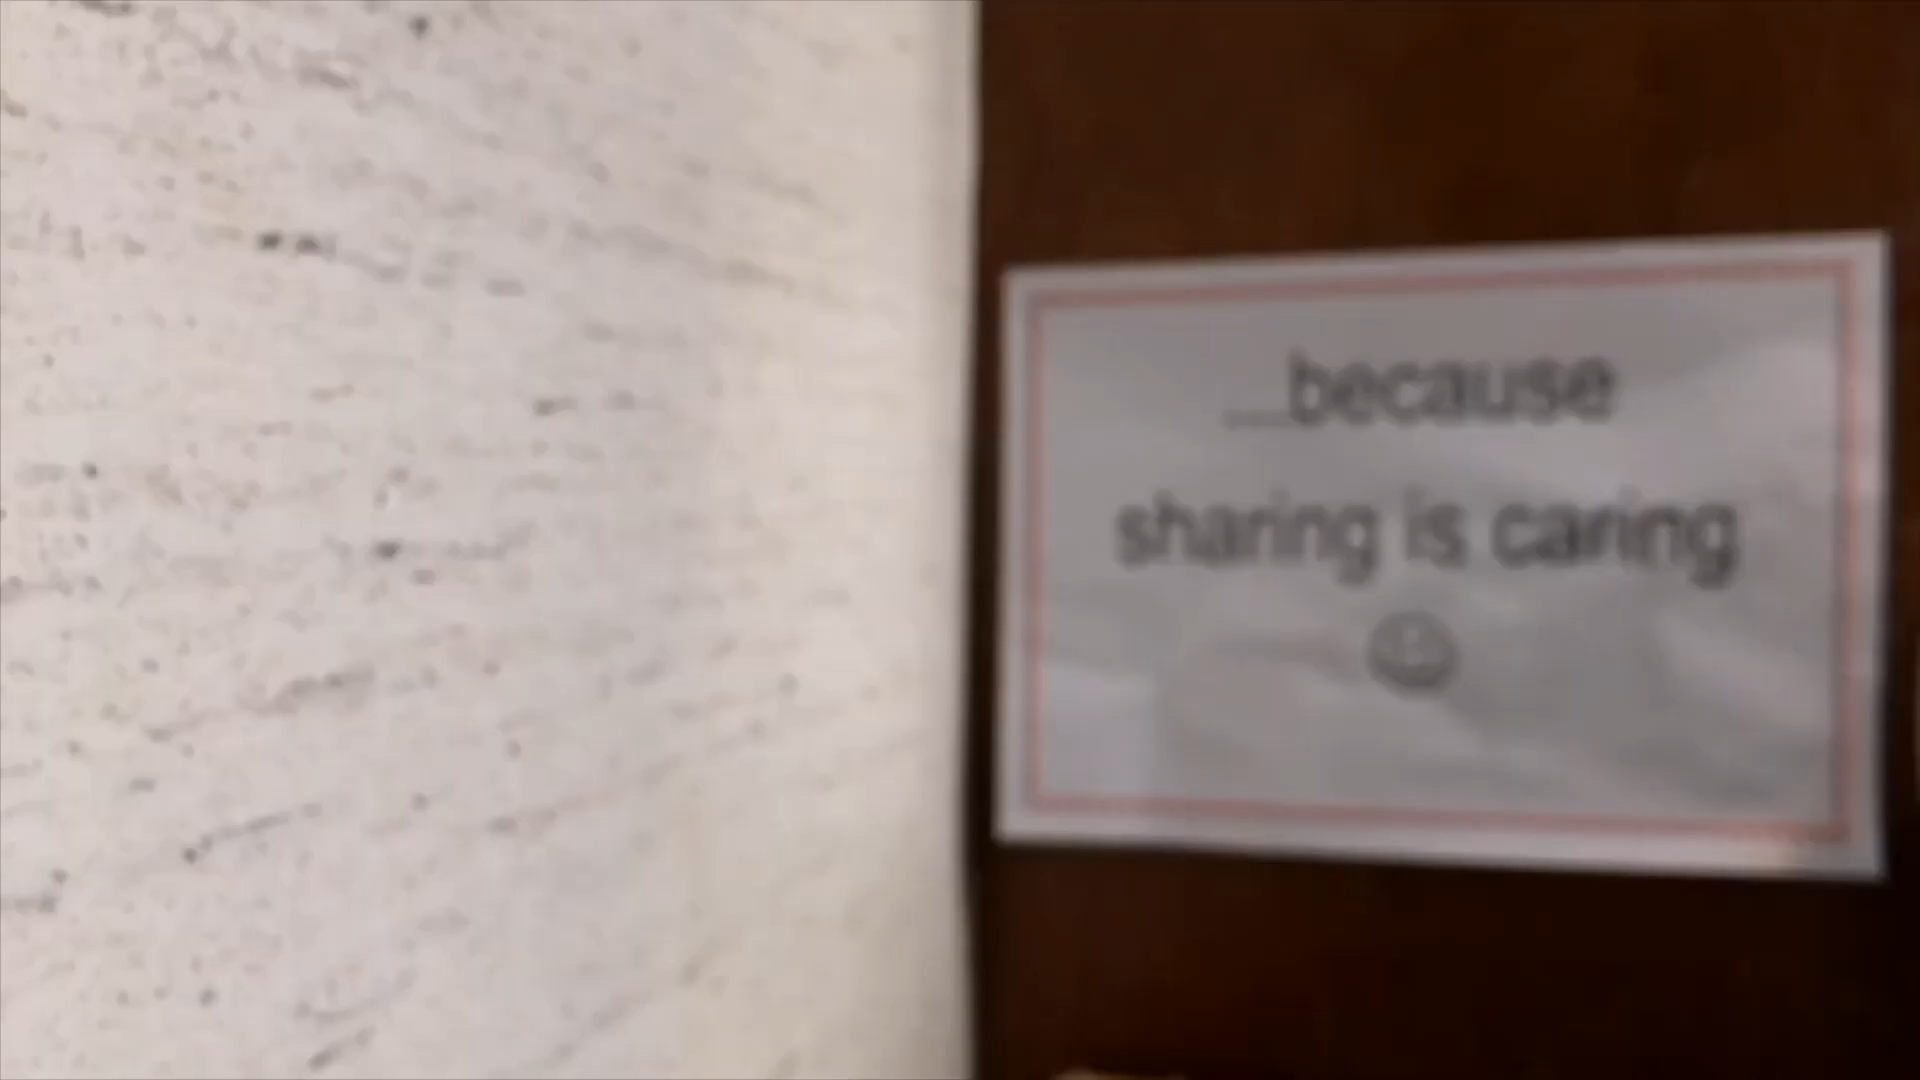 ...because
sharing is caring
☺